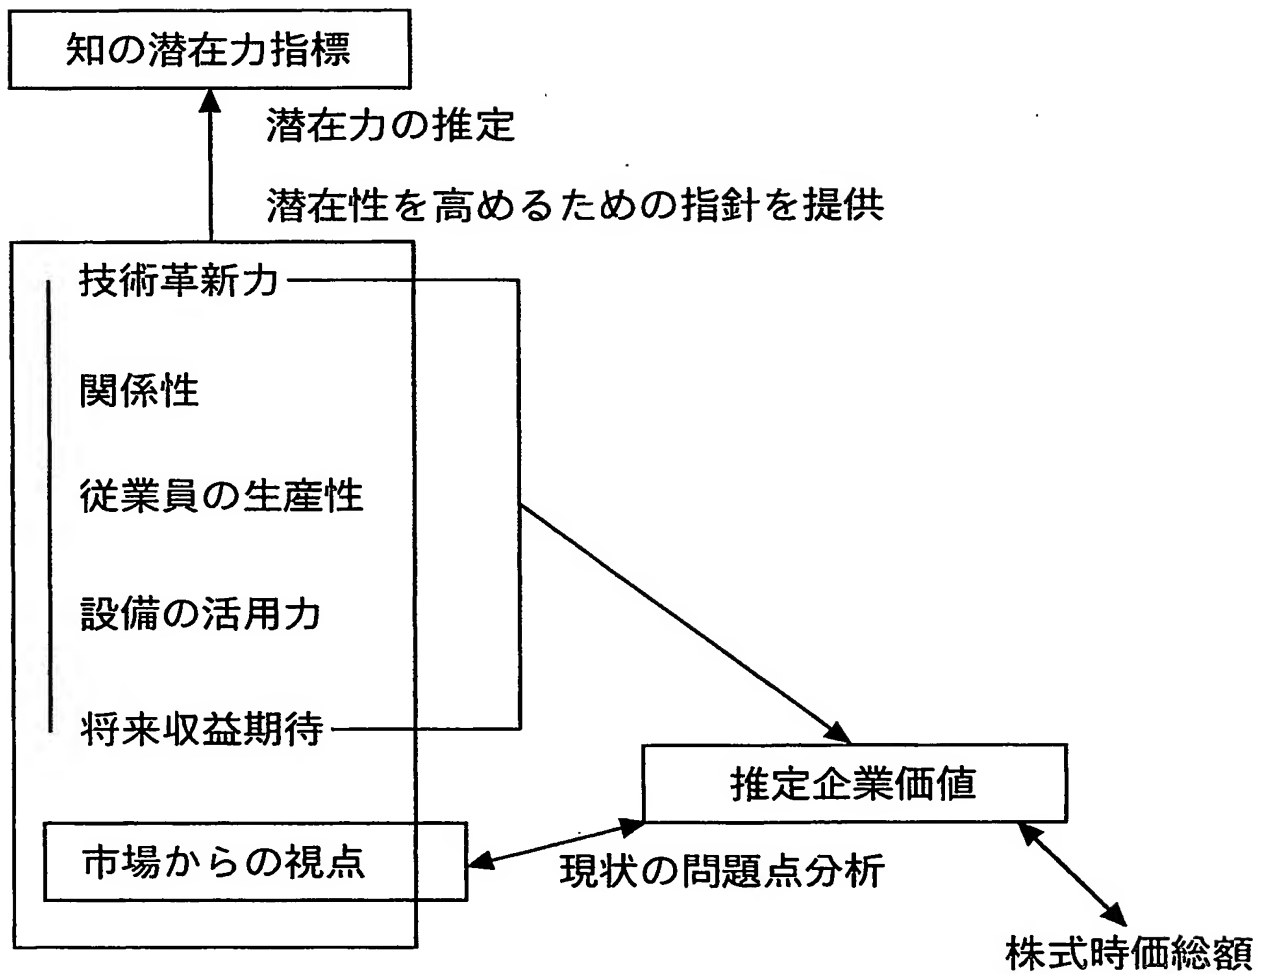 知の潜在力指標
潜在力の推定
潜在性を高めるための指針を提供
技術革新力
関係性
従業員の生産性
設備の活用力
将来収益期待
推定企業価値
市場からの視点
現状の問題点分析
株式時価総額